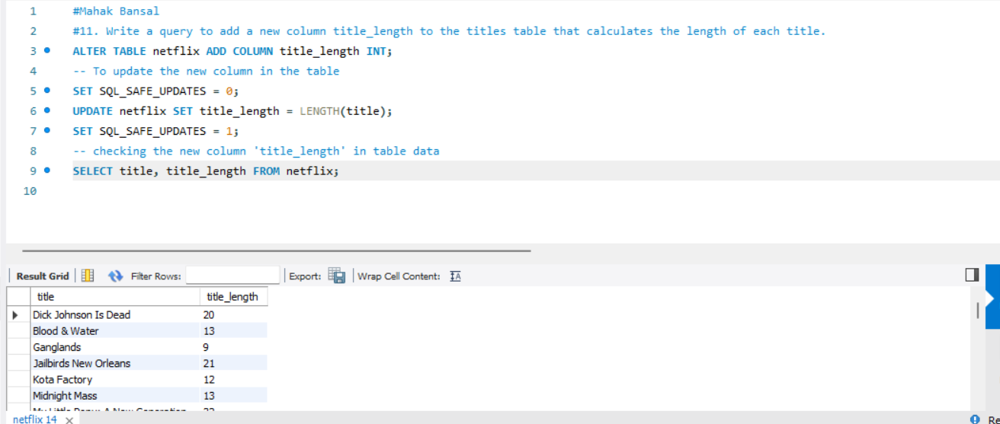 1 #Mahak Bansal
2 #11. Write a query to add a new column title_length to the titles table that calculates the length of each title.
3 ALTER TABLE netflix ADD COLUMN title_length INT;
4 -- To update the new column in the table
5 SET SQL_SAFE_UPDATES = 0;
6 UPDATE netflix SET title_length = LENGTH(title);
7 SET SQL_SAFE_UPDATES = 1;
8 -- checking the new column 'title_length' in table data
9 SELECT title, title_length FROM netflix;
10
Result Grid Filter Rows: Export: Wrap Cell Content:
title title_length
Dick Johnson Is Dead 20
Blood & Water 13
Ganglands 9
Jailbirds New Orleans 21
Kota Factory 12
Midnight Mass 13
netflix 14 Re